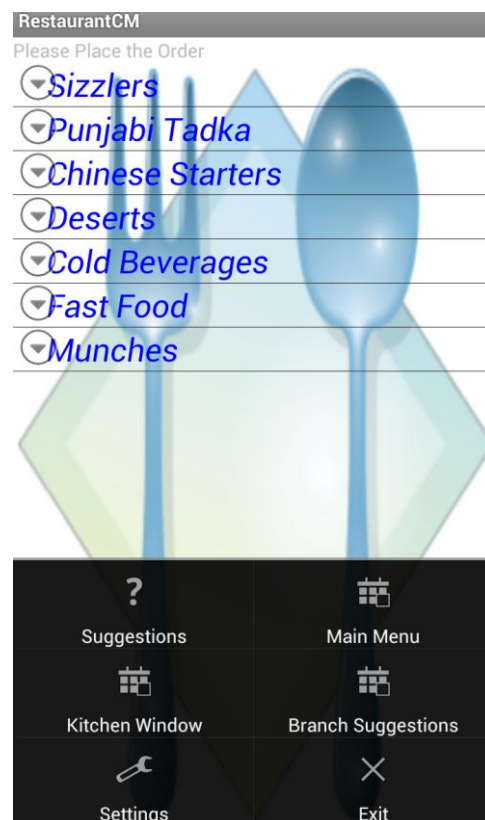 RestaurantCM
Please Place the Order
Sizzlers
Punjabi Tadka
Chinese Starters
Deserts
Cold Beverages
Fast Food
Munches
?
Suggestions
Main Menu
Kitchen Window
Branch Suggestions
Settings
Exit